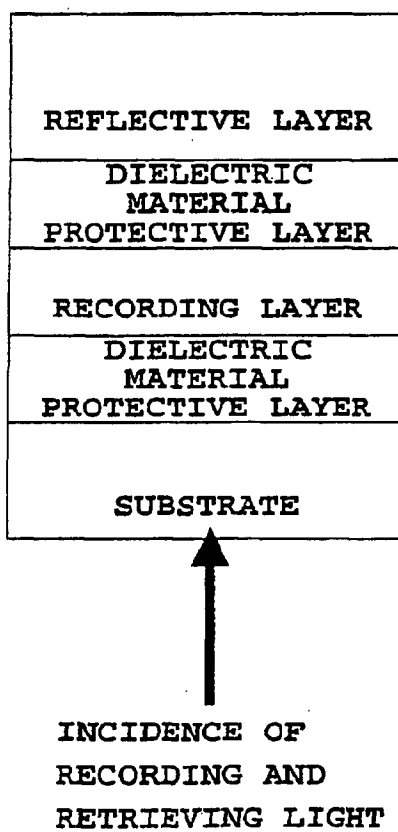 REFLECTIVE LAYER
DIELECTRIC
MATERIAL
PROTECTIVE LAYER
RECORDING LAYER
DIELECTRIC
MATERIAL
PROTECTIVE LAYER
SUBSTRATE
INCIDENCE OF
RECORDING AND
RETRIEVING LIGHT